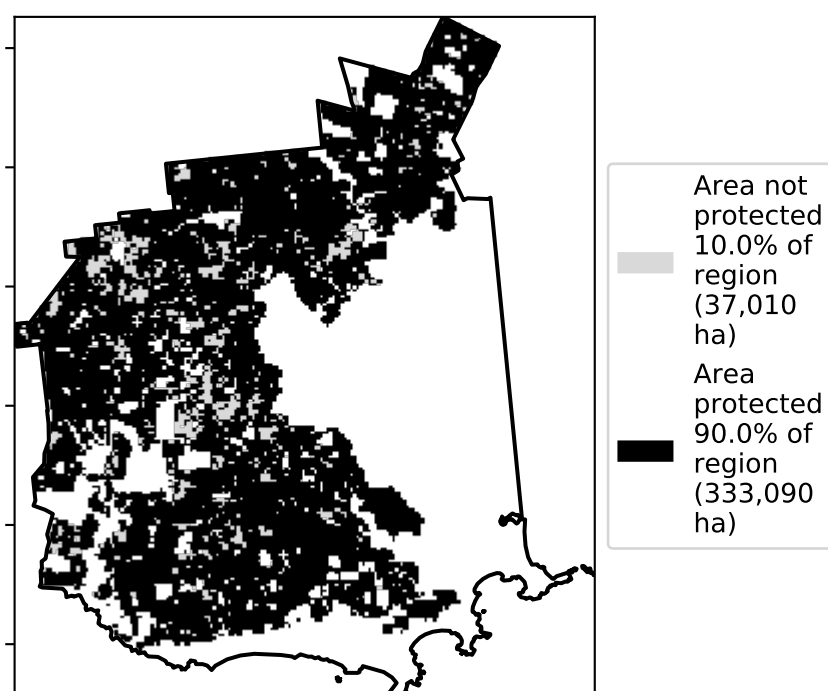 Area not
protected
10.0% of
region
(37,010
ha)
Area
protected
90.0% of
region
(333,090
ha)